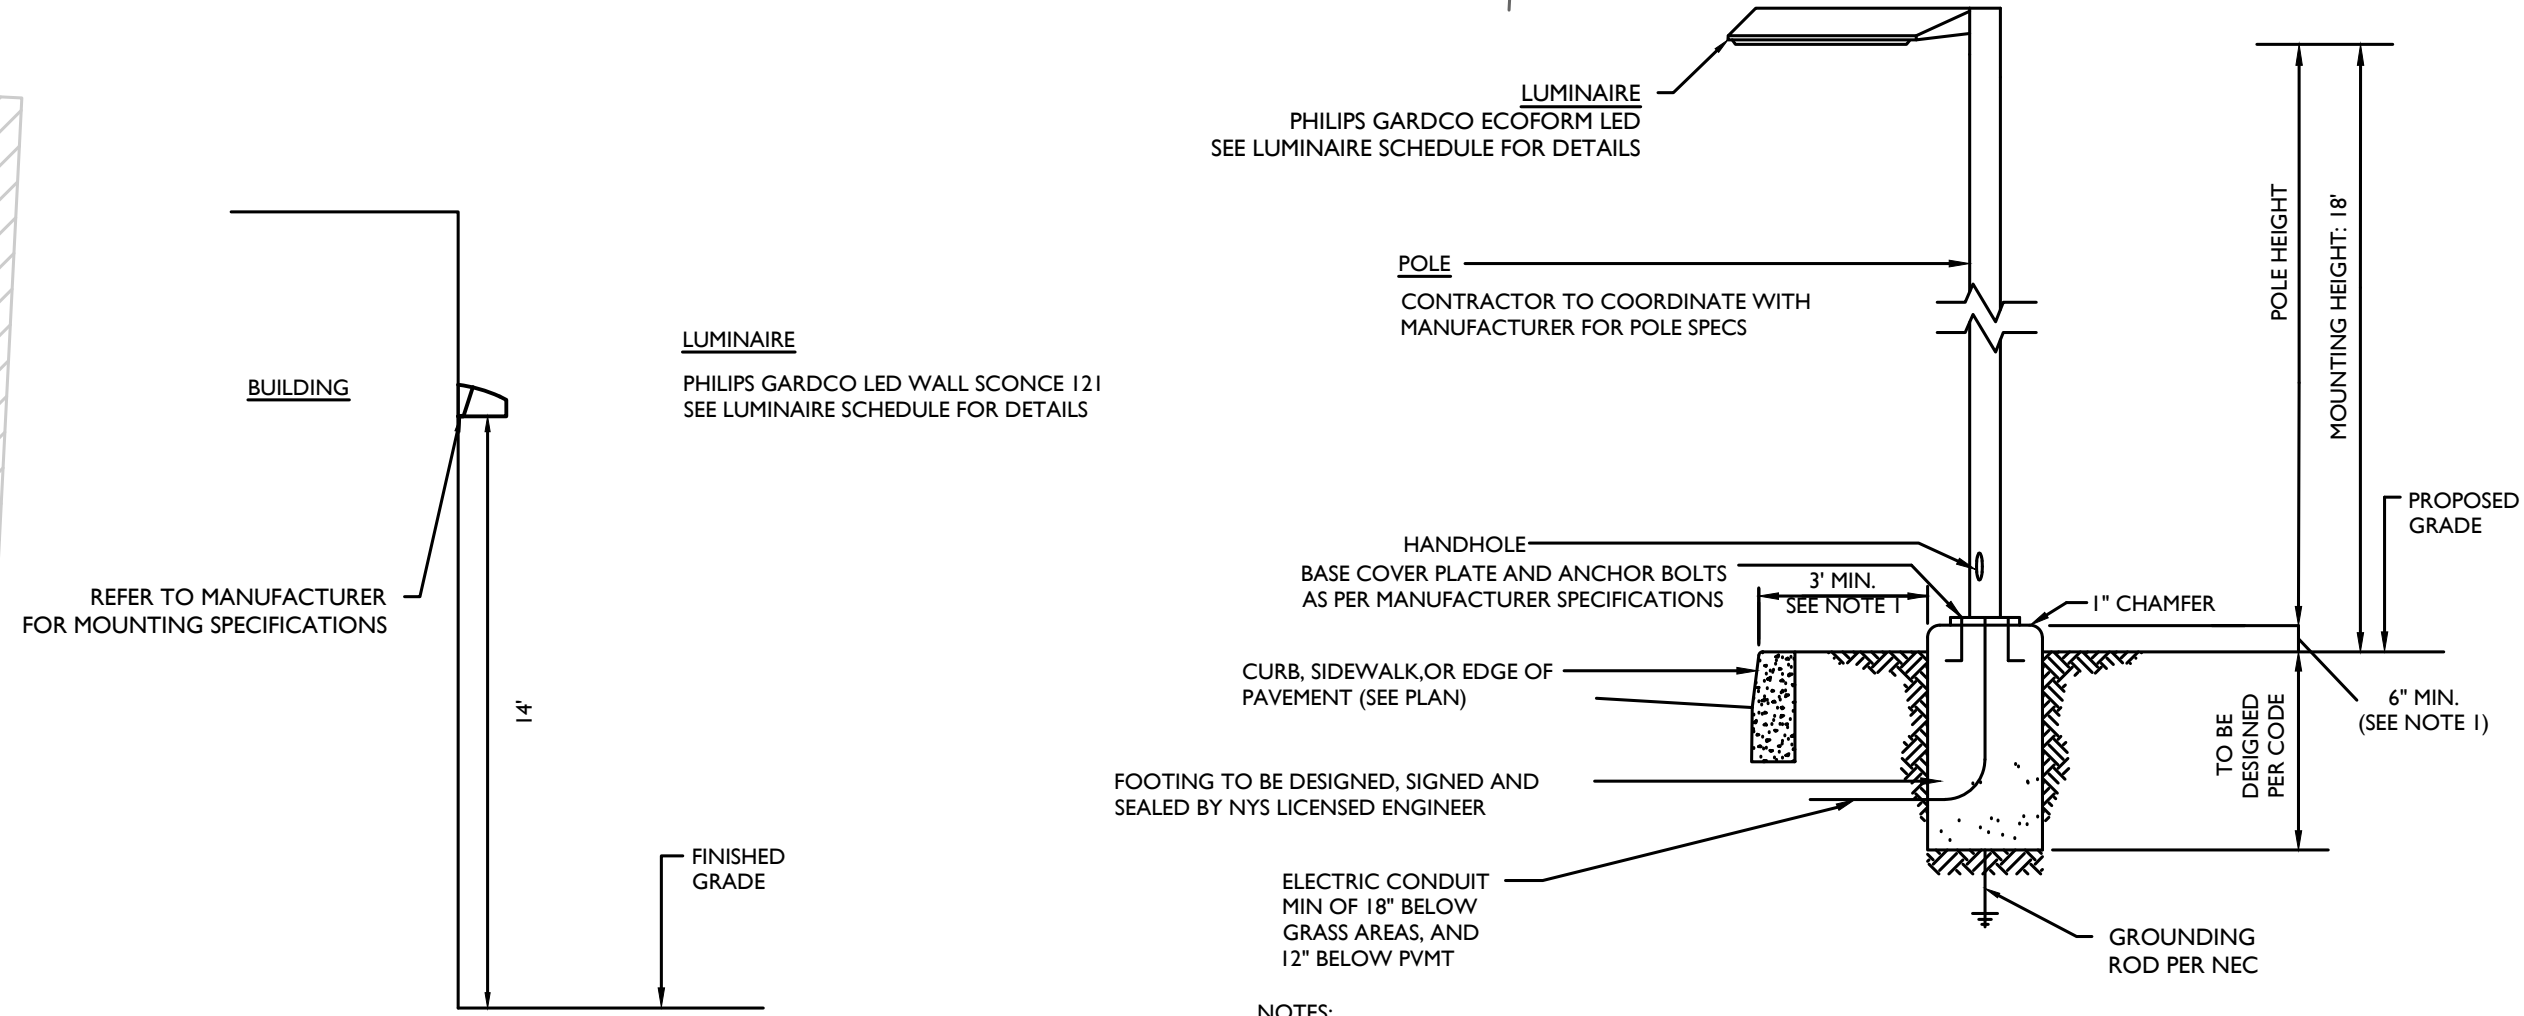 BUILDING
LUMINAIRE
PHILIPS GARDCO LED WALL SCONCE 121
SEE LUMINAIRE SCHEDULE FOR DETAILS
REFER TO MANUFACTURER
FOR MOUNTING SPECIFICATIONS
14'
FINISHED
GRADE
LUMINAIRE
PHILIPS GARDCO ECOFORM LED
SEE LUMINAIRE SCHEDULE FOR DETAILS
POLE
CONTRACTOR TO COORDINATE WITH
MANUFACTURER FOR POLE SPECS
POLE HEIGHT
MOUNTING HEIGHT: 18'
PROPOSED
GRADE
HANDHOLE
BASE COVER PLATE AND ANCHOR BOLTS
AS PER MANUFACTURER SPECIFICATIONS
3' MIN.
SEE NOTE 1
1" CHAMFER
CURB, SIDEWALK,OR EDGE OF
PAVEMENT (SEE PLAN)
6" MIN.
(SEE NOTE 1)
TO BE
DESIGNED
PER CODE
FOOTING TO BE DESIGNED, SIGNED AND
SEALED BY NYS LICENSED ENGINEER
ELECTRIC CONDUIT
MIN OF 18" BELOW
GRASS AREAS, AND
12" BELOW PVMT
GROUNDING
ROD PER NEC
NOTES: